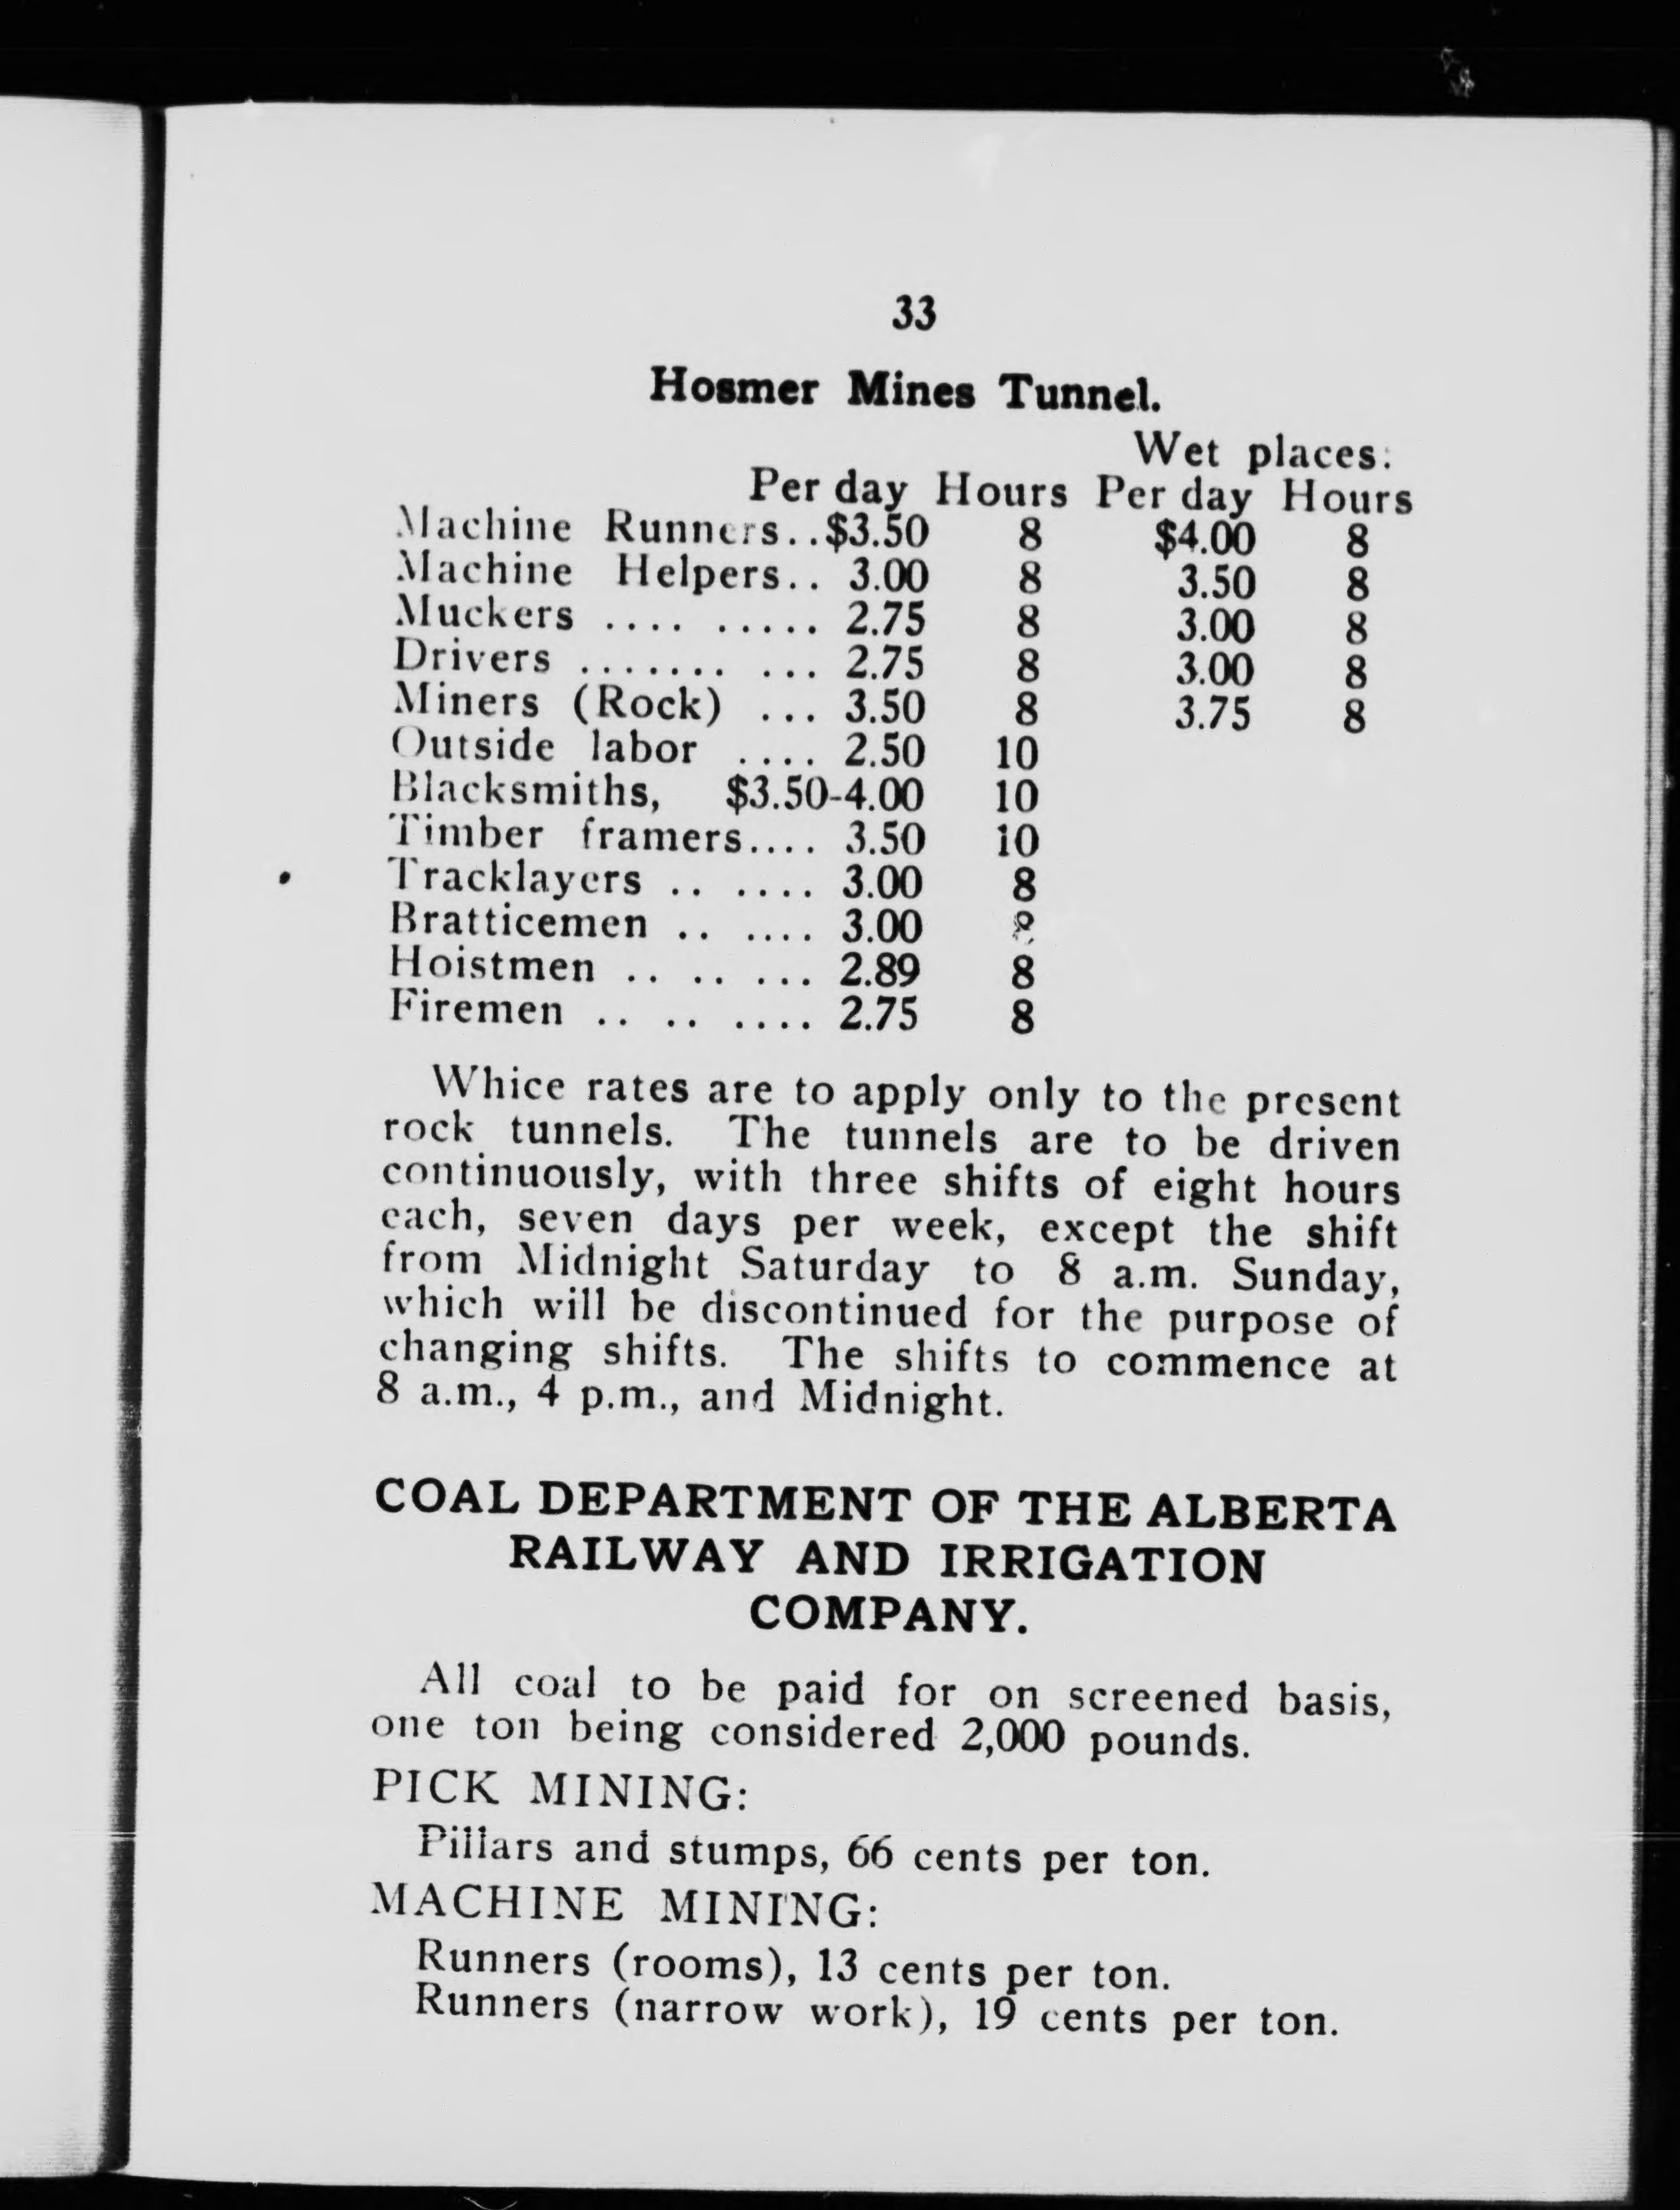 33
Hosmer Mines Tunnel.
Wet places.
Per day Hours Per day Hours
Machine Runners..$3.50 8 $4.00 8
Machine Helpers.. 3.00 8 3.50 8
Muckers .... ..... 2.75 8 3.00 8
Drivers ....... ... 2.75 8 3.00 8
Miners (Rock) ... 3.50 8 3.75 8
Outside labor .... 2.50 10
Blacksmiths, $3.50-4.00 10
Timber framers.... 3.50 10
Tracklayers .. .... 3.00 8
Bratticemen .. .... 3.00 8
Hoistmen .. .. ... 2.89 8
Firemen .. .. .... 2.75 8
Whice rates are to apply only to the present
rock tunnels. The tunnels are to be driven
continuously, with three shifts of eight hours
each, seven days per week, except the shift
from Midnight Saturday to 8 a.m. Sunday,
which will be discontinued for the purpose of
changing shifts. The shifts to commence at
8 a.m., 4 p.m., and Midnight.
COAL DEPARTMENT OF THE ALBERTA
RAILWAY AND IRRIGATION
COMPANY.
All coal to be paid for on screened basis,
one ton being considered 2,000 pounds.
PICK MINING:
Pillars and stumps, 66 cents per ton.
MACHINE MINING:
Runners (rooms), 13 cents per ton.
Runners (narrow work), 19 cents per ton.